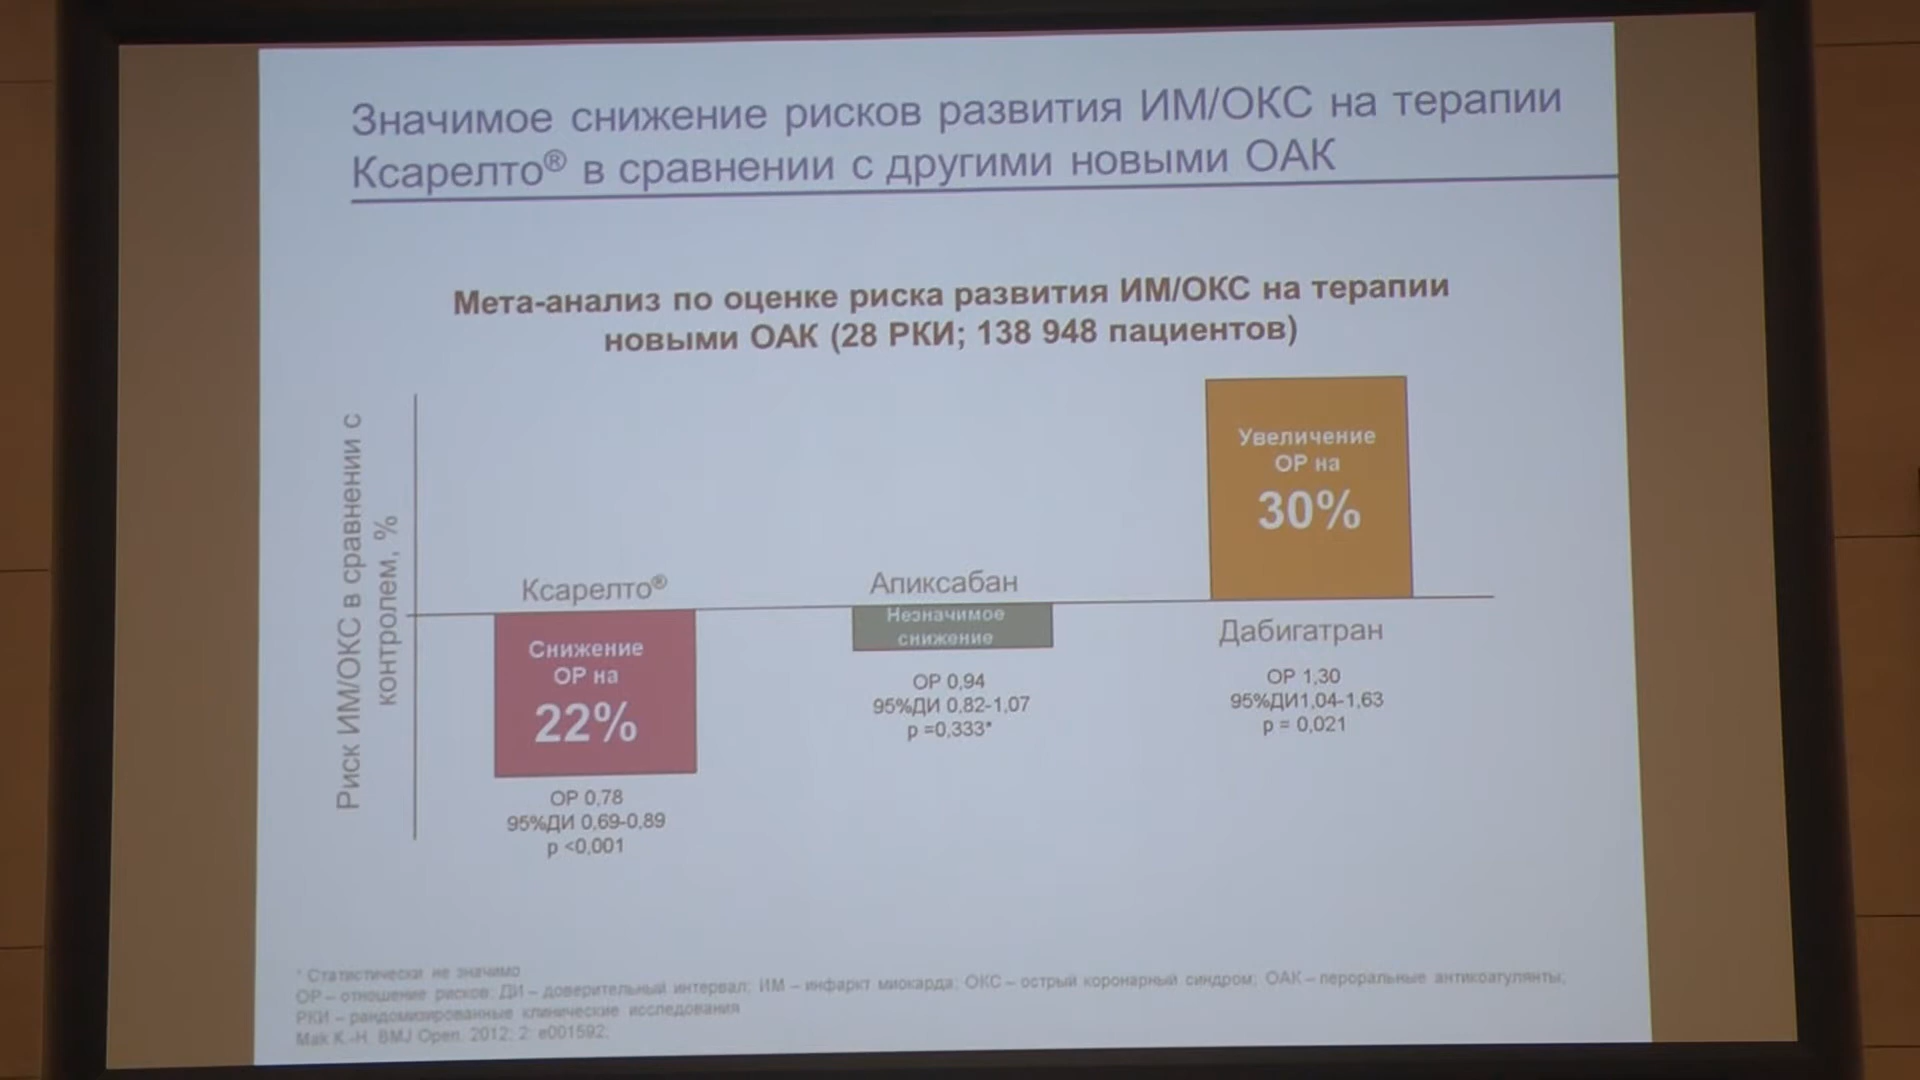 Значимое снижение рисков развития ИМ/ОКС на терапии
Ксарелто® в сравнении с другими новыми ОАК
Мета-анализ по оценке риска развития ИМ/ОКС на терапии
новыми ОАК (28 РКИ; 138 948 пациентов)
Риск ИМ/ОКС в сравнении с
контролем, %
Ксарелто®
Снижение
ОР на
22%
ОР 0,78
95%ДИ 0,69-0,89
p <0,001
Апиксабан
Незначимое
снижение
ОР 0,94
95%ДИ 0,82-1,07
p =0,333*
Увеличение
ОР на
30%
Дабигатран
ОР 1,30
95%ДИ1,04-1,63
p = 0,021
* Статистически не значимо
ОР – отношение рисков; ДИ – доверительный интервал; ИМ – инфаркт миокарда; ОКС – острый коронарный синдром; ОАК – пероральные антикоагулянты;
РКИ – рандомизированные клинические исследования
Mak K.-H. BMJ Open. 2012; 2: e001592;